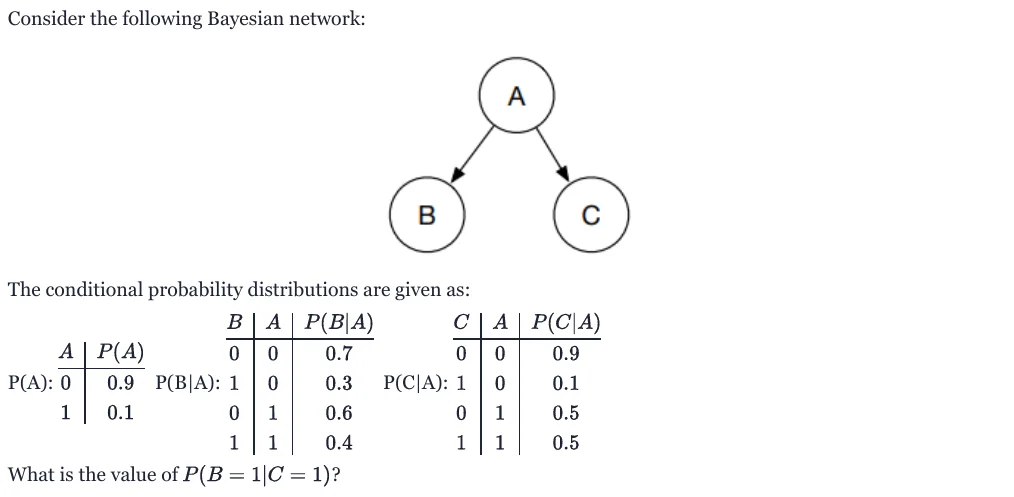 Consider the following Bayesian network:
A
B
C
The conditional probability distributions are given as:
P(A):
A | P(A)
0 | 0.9
1 | 0.1
P(B|A):
B | A | P(B|A)
0 | 0 | 0.7
1 | 0 | 0.3
0 | 1 | 0.6
1 | 1 | 0.4
P(C|A):
C | A | P(C|A)
0 | 0 | 0.9
1 | 0 | 0.1
0 | 1 | 0.5
1 | 1 | 0.5
What is the value of P(B = 1|C = 1)?